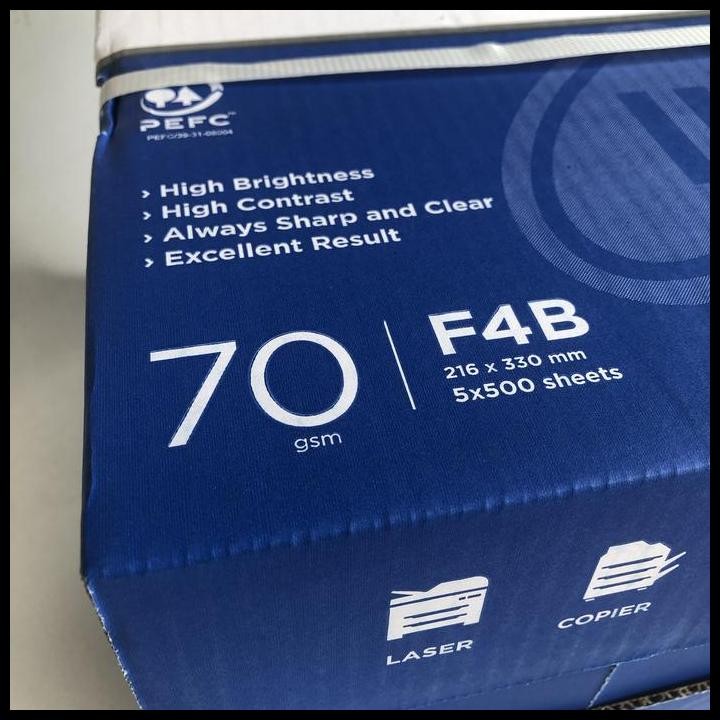 PEFC™
› High Brightness
› High Contrast
› Always Sharp and Clear
› Excellent Result
70
gsm
F4B
216 x 330 mm
5x500 sheets
LASER
COPIER